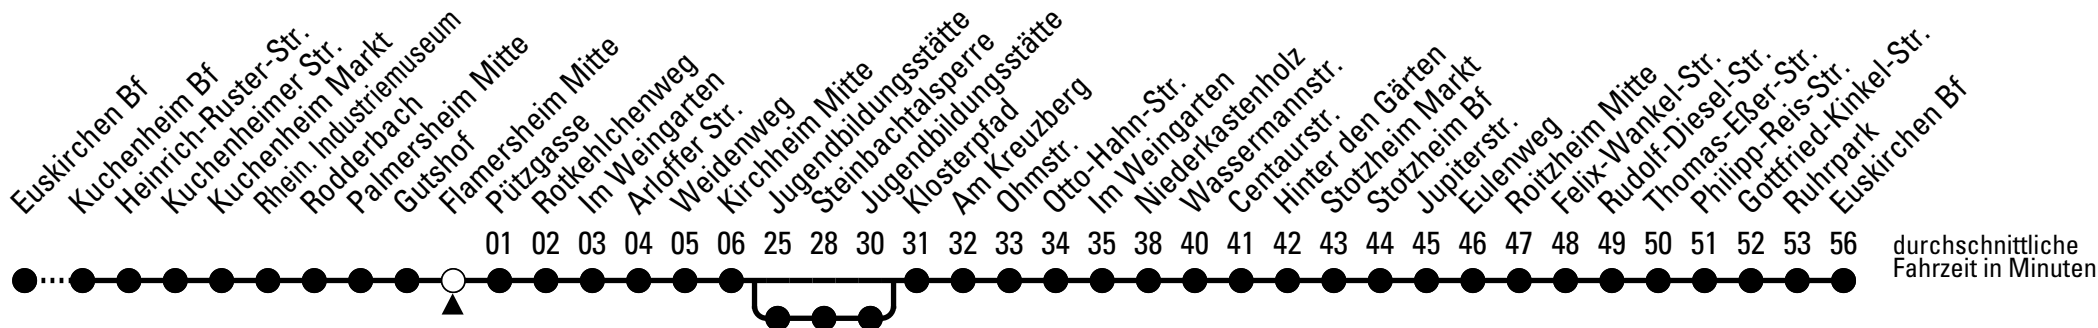 Euskirchen Bf
Kuchenheim Bf
Heinrich-Ruster-Str.
Kuchenheimer Str.
Kuchenheim Markt
Rhein. Industriemuseum
Rodderbach
Palmersheim Mitte
Gutshof
Flamersheim Mitte
Pützgasse
Rotkehlchenweg
Im Weingarten
Arloffer Str.
Weidenweg
Kirchheim Mitte
Jugendbildungsstätte
Steinbachtalsperre
Jugendbildungsstätte
Klosterpfad
Am Kreuzberg
Ohmstr.
Otto-Hahn-Str.
Im Weingarten
Niederkastenholz
Wassermannstr.
Centaurstr.
Hinter den Gärten
Stotzheim Markt
Stotzheim Bf
Jupiterstr.
Eulenweg
Roitzheim Mitte
Felix-Wankel-Str.
Rudolf-Diesel-Str.
Thomas-Eßer-Str.
Philipp-Reis-Str.
Gottfried-Kinkel-Str.
Ruhrpark
Euskirchen Bf
01 02 03 04 05 06 25 28 30 31 32 33 34 35 38 40 41 42 43 44 45 46 47 48 49 50 51 52 53 56
durchschnittliche
Fahrzeit in Minuten